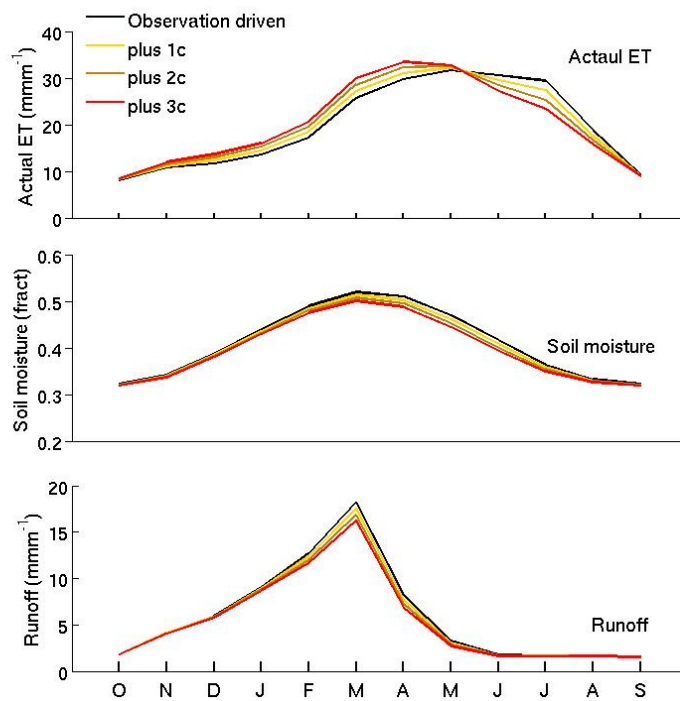 Observation driven
plus 1c
plus 2c
plus 3c
Actaul ET
Actual ET (mmm⁻¹)
40
30
20
10
0
Soil moisture (fract)
0.6
0.5
0.4
0.3
0.2
Soil moisture
Runoff (mmm⁻¹)
20
15
10
5
0
Runoff
O N D J F M A M J J A S